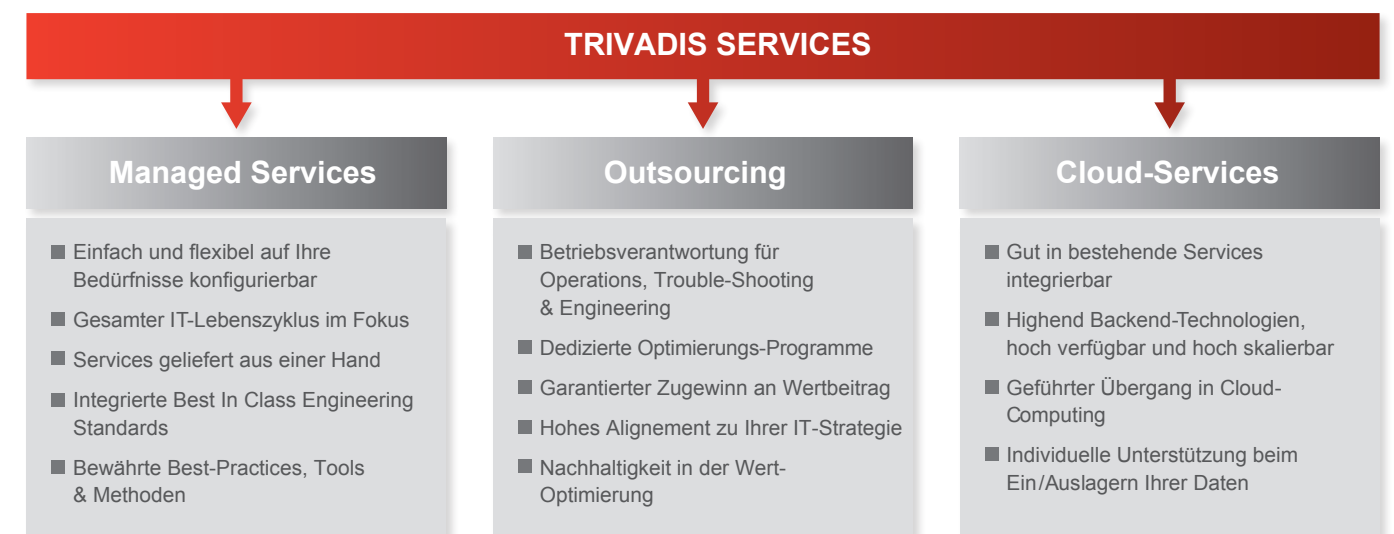 TRIVADIS SERVICES
Managed Services
Einfach und flexibel auf Ihre
Bedürfnisse konfigurierbar
Gesamter IT-Lebenszyklus im Fokus
Services geliefert aus einer Hand
Integrierte Best In Class Engineering
Standards
Bewährte Best-Practices, Tools
& Methoden
Outsourcing
Betriebsverantwortung für
Operations, Trouble-Shooting
& Engineering
Dedizierte Optimierungs-Programme
Garantierter Zugewinn an Wertbeitrag
Hohes Alignement zu Ihrer IT-Strategie
Nachhaltigkeit in der Wert-
Optimierung
Cloud-Services
Gut in bestehende Services
integrierbar
Highend Backend-Technologien,
hoch verfügbar und hoch skalierbar
Geführter Übergang in Cloud-
Computing
Individuelle Unterstützung beim
Ein/Auslagern Ihrer Daten